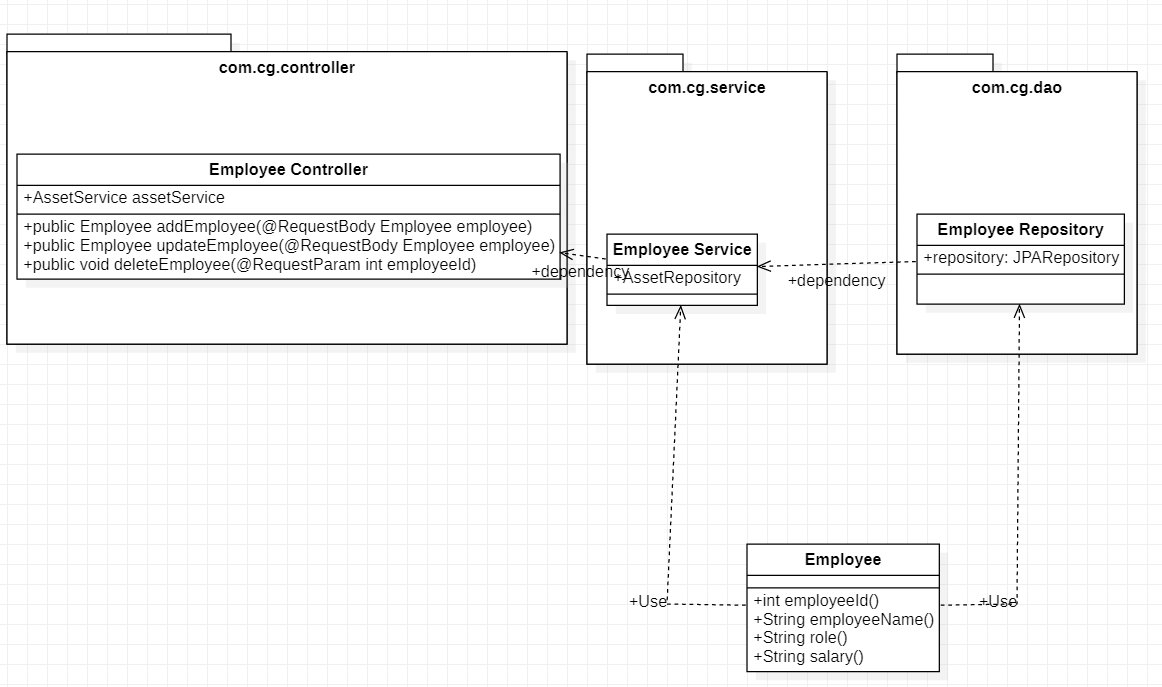 com.cg.controller
Employee Controller
+AssetService assetService
+public Employee addEmployee(@RequestBody Employee employee)
+public Employee updateEmployee(@RequestBody Employee employee)
+public void deleteEmployee(@RequestParam int employeeId)
+dependency
com.cg.service
Employee Service
+AssetRepository
+dependency
com.cg.dao
Employee Repository
+repository: JPARepository
+Use
Employee
+int employeeId()
+String employeeName()
+String role()
+String salary()
+Use